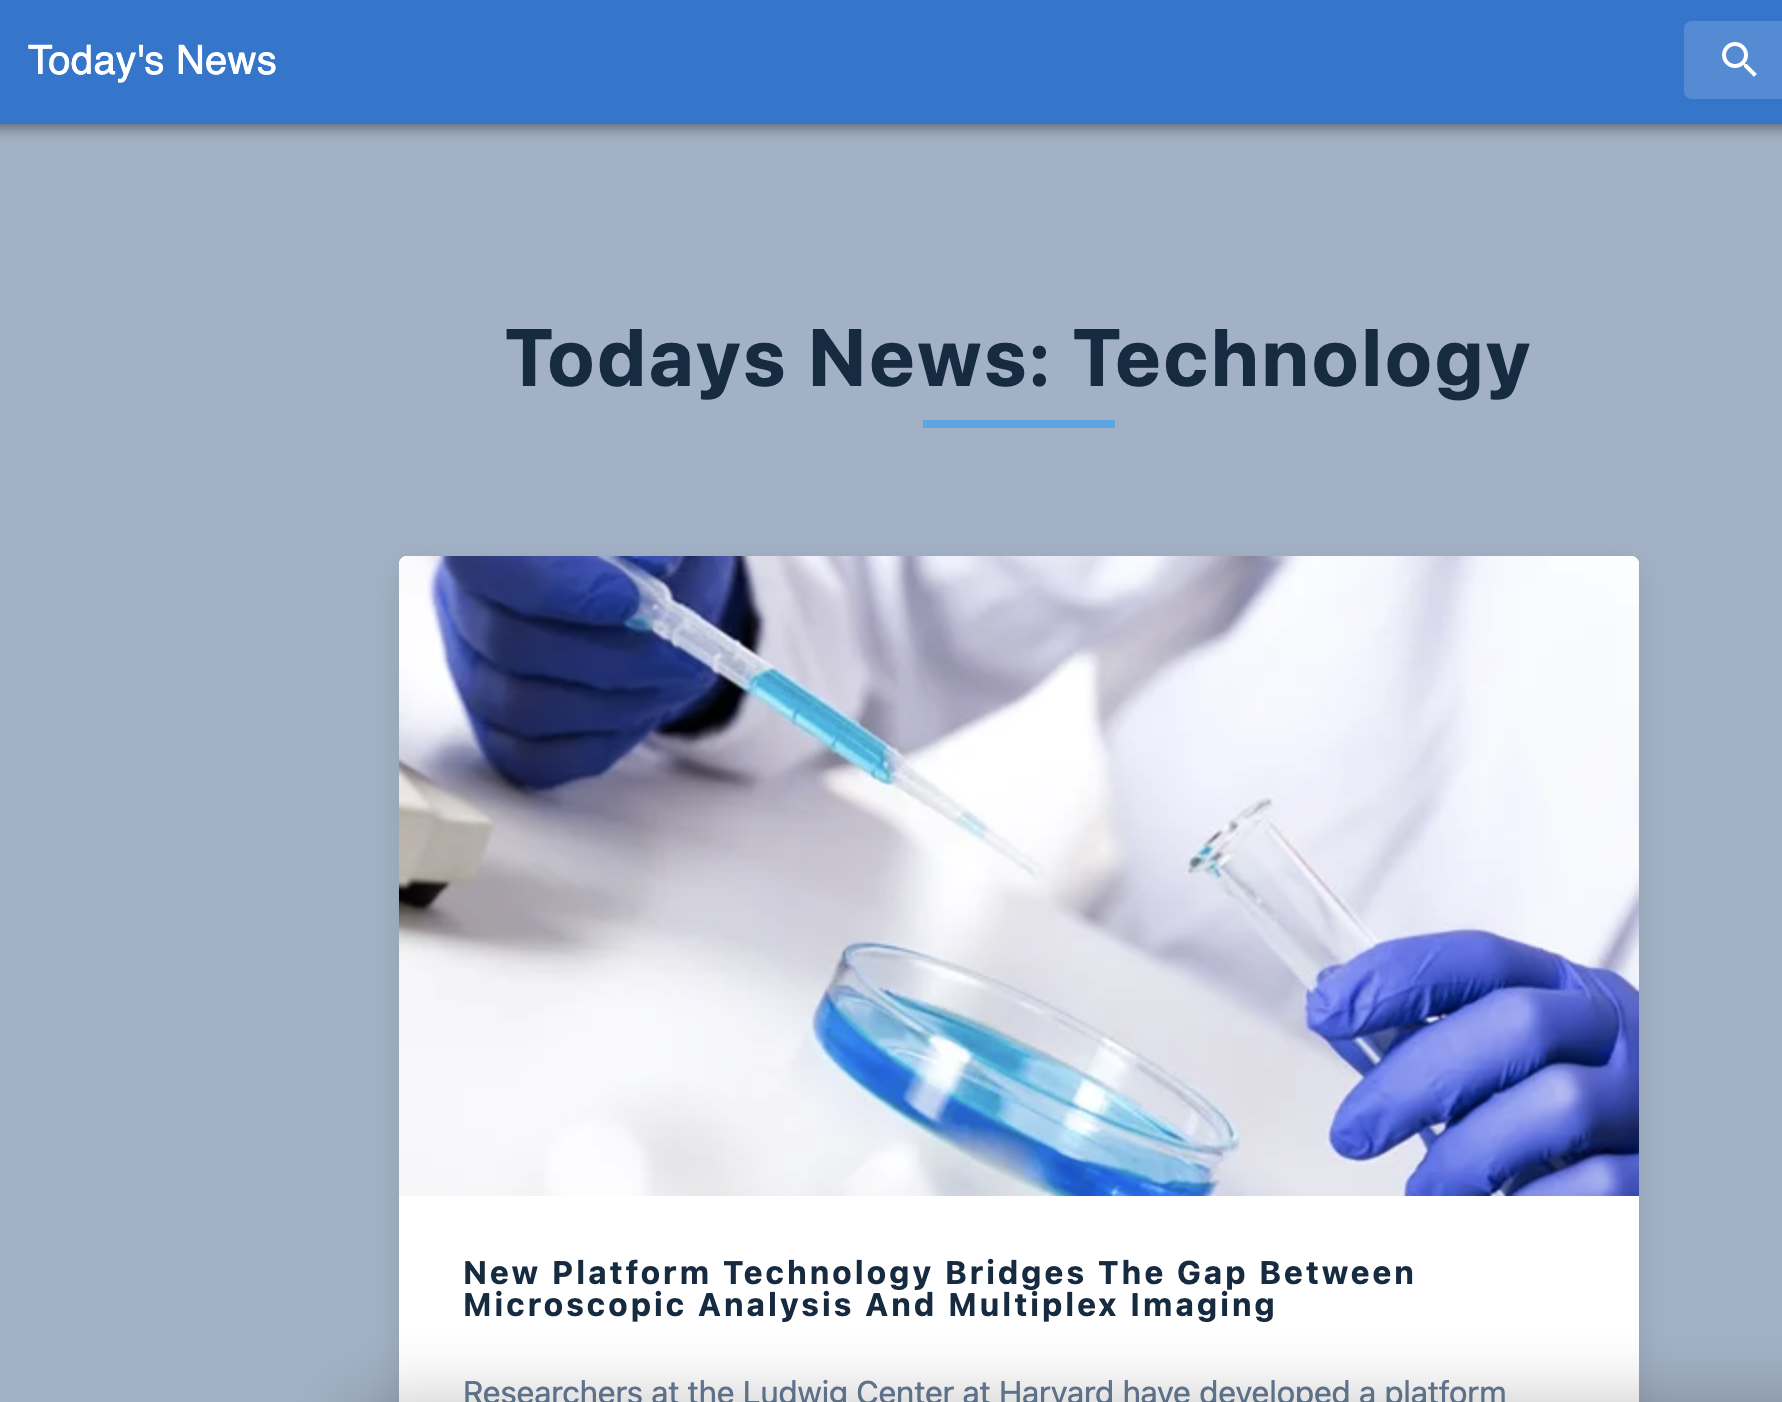 Today's News
Todays News: Technology
New Platform Technology Bridges The Gap Between
Microscopic Analysis And Multiplex Imaging
Researchers at the Ludwig Center at Harvard have developed a platform